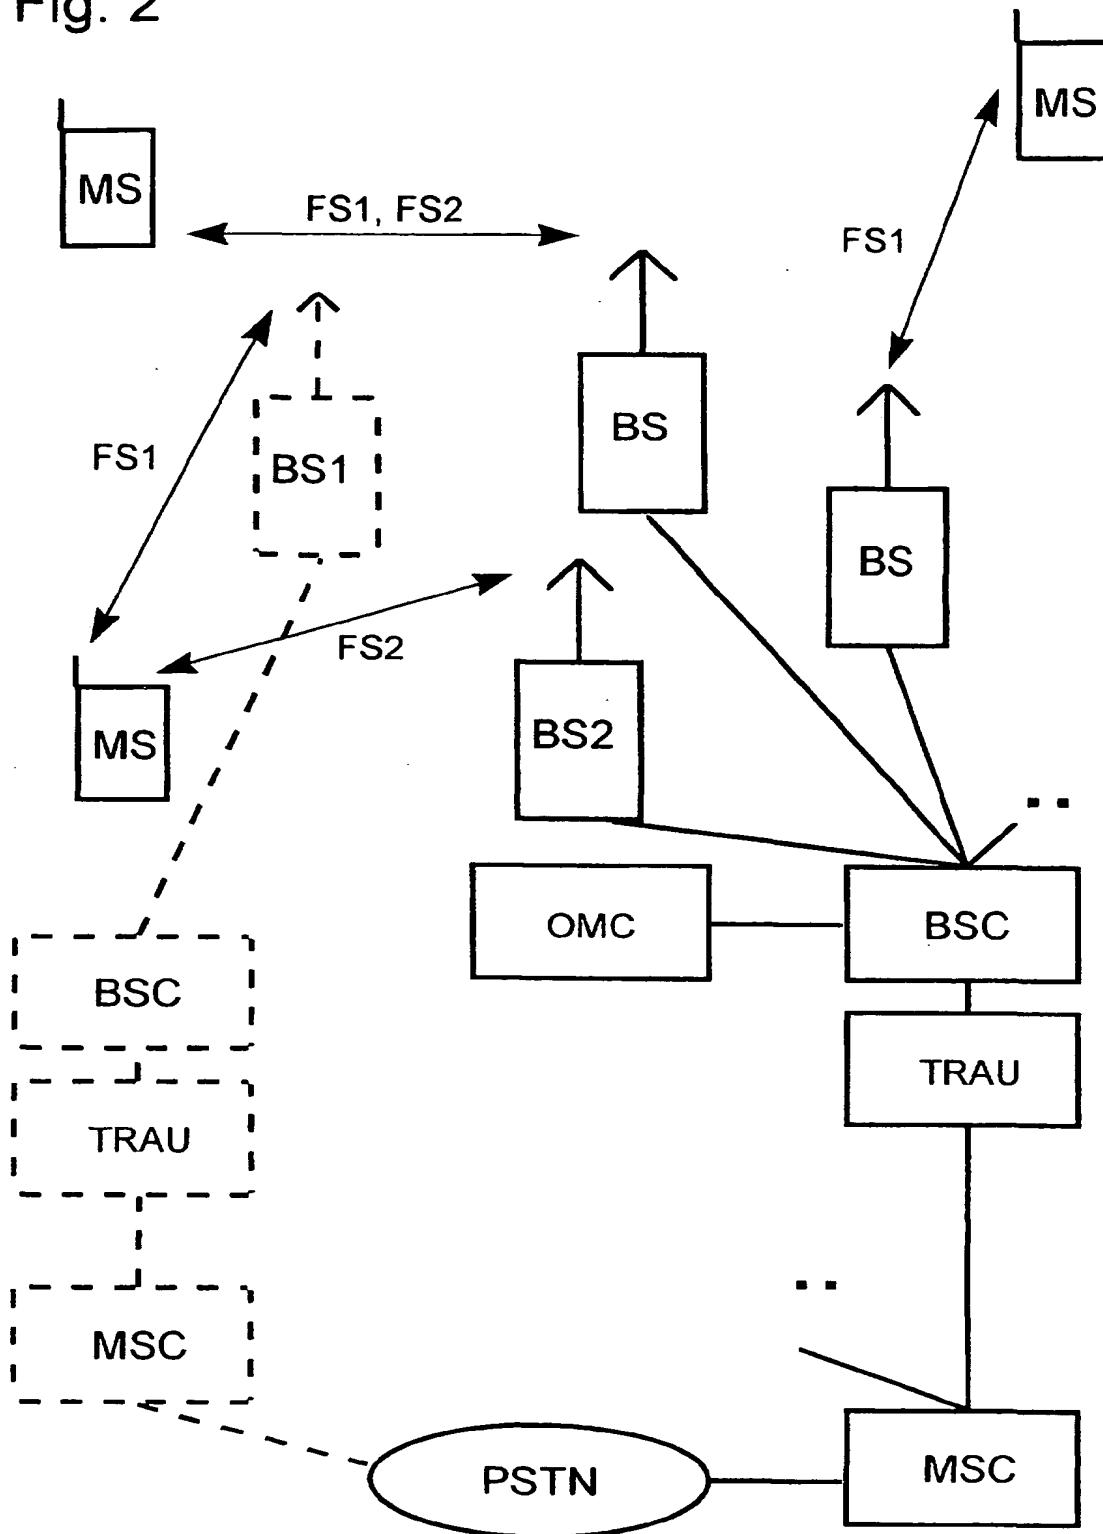 Fig. 2
MS
MS
FS1, FS2
FS1
BS
BS1
FS1
BS
FS2
BS2
MS
OMC
BSC
BSC
TRAU
TRAU
MSC
MSC
PSTN